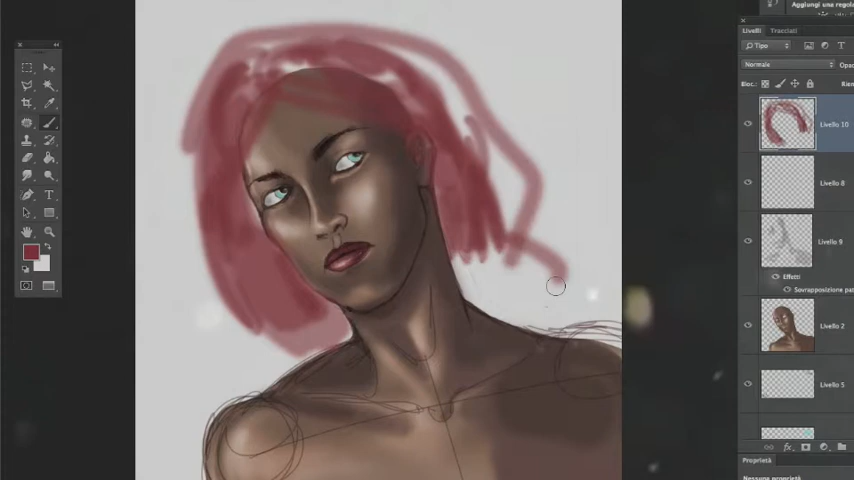 Aggiungi una regola
Livelli Tracciati
Tipo
Normale Opac
Bloc.: Rien
Livello 10
Livello 8
Livello 9
Effetti
Sovrapposizione pa
Livello 2
Livello 5
fx
Proprietà
Nessuna proprietà